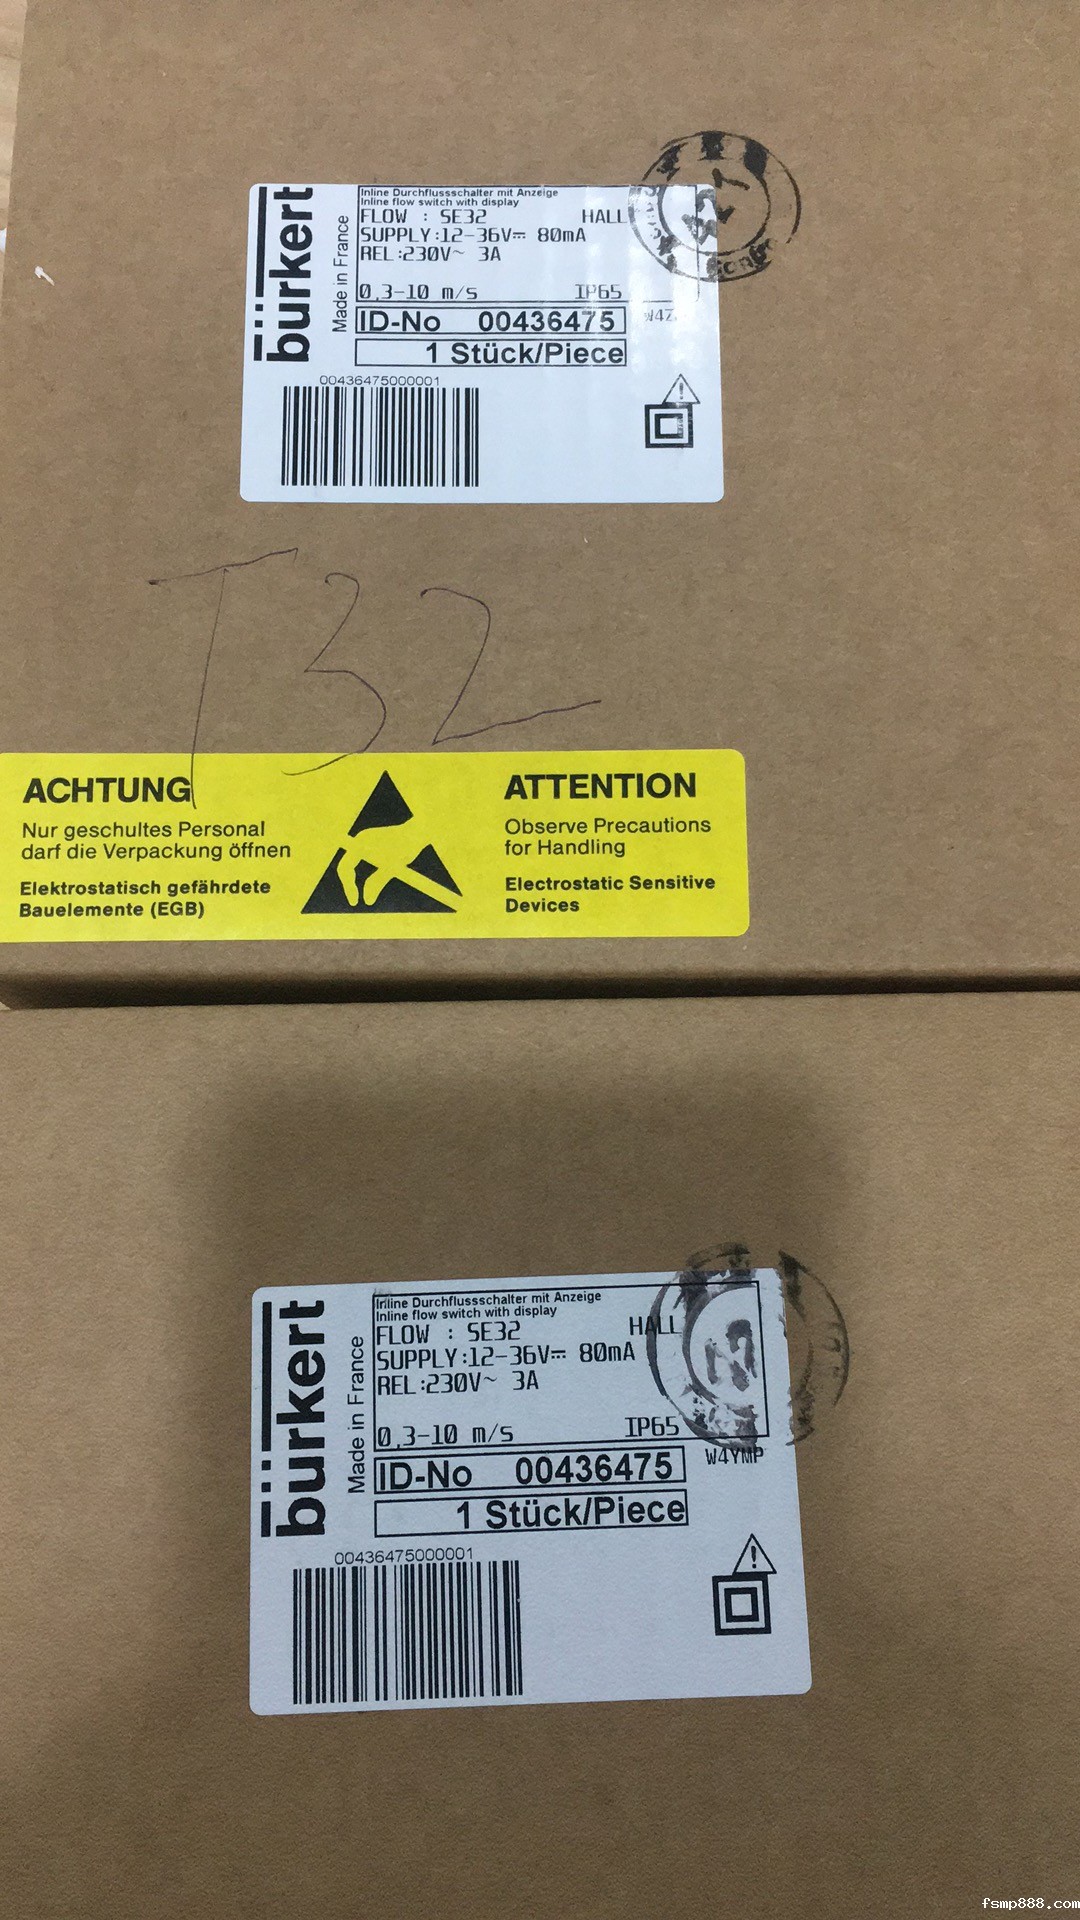 bürkert
Made in France
Inline Durchflussschalter mit Anzeige
Inline flow switch with display
FLOW : SE32 HALL
SUPPLY:12-36V⎓ 80mA
REL:230V~ 3A
0,3-10 m/s IP65
ID-No 00436475
1 Stück/Piece
00436475000001
T32
ACHTUNG
Nur geschultes Personal
darf die Verpackung öffnen
Elektrostatisch gefährdete
Bauelemente (EGB)
ATTENTION
Observe Precautions
for Handling
Electrostatic Sensitive
Devices
bürkert
Made in France
Inline Durchflussschalter mit Anzeige
Inline flow switch with display
FLOW : SE32 HALL
SUPPLY:12-36V⎓ 80mA
REL:230V~ 3A
0,3-10 m/s IP65
ID-No 00436475
W4YMP
1 Stück/Piece
00436475000001
fsmp888.com